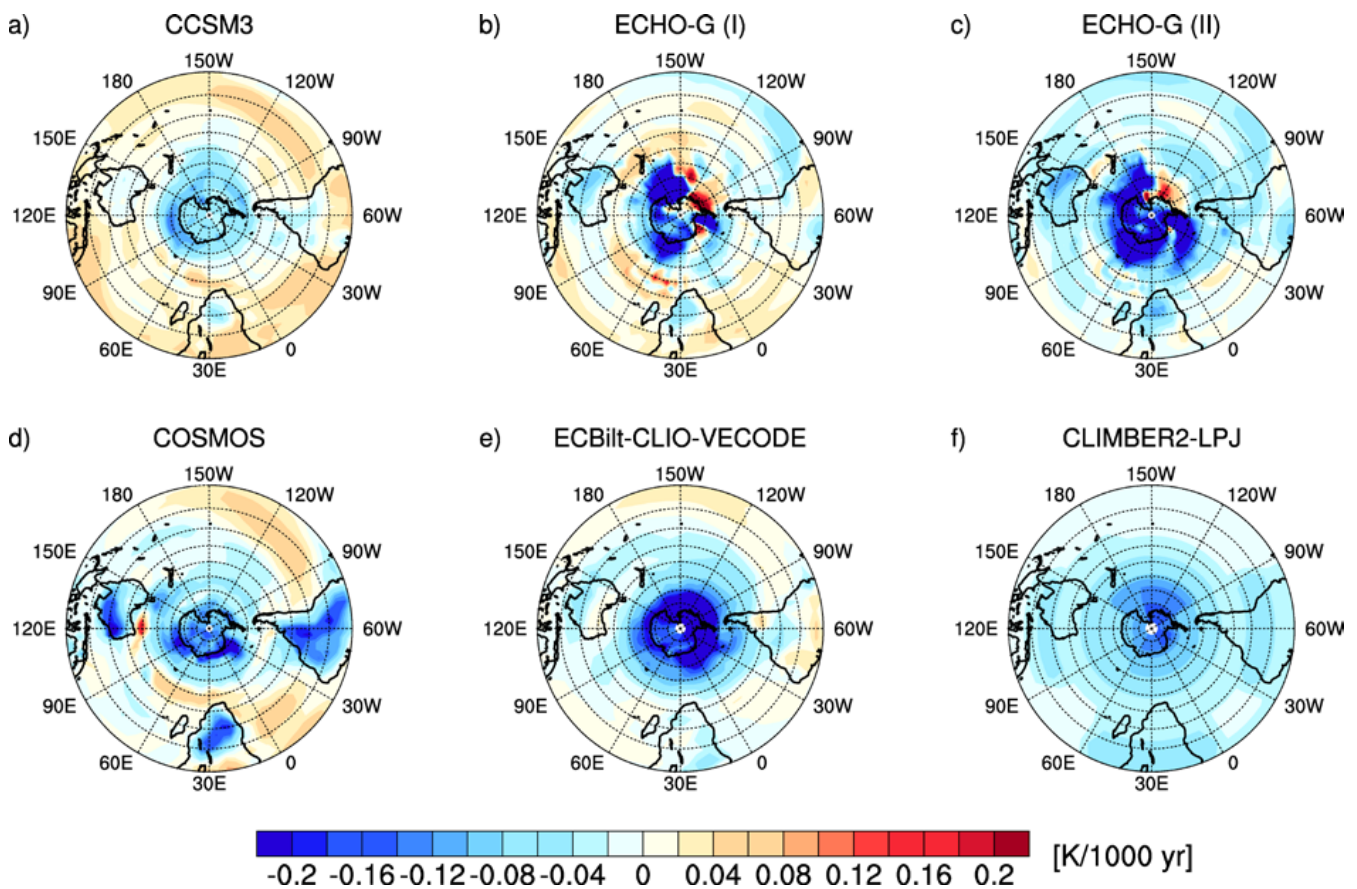 a) CCSM3
b) ECHO-G (I)
c) ECHO-G (II)
150W
180 120W
150E 90W
120E 60W
90E 30W
60E 0
30E
150W
180 120W
150E 90W
120E 60W
90E 30W
60E 0
30E
150W
180 120W
150E 90W
120E 60W
90E 30W
60E 0
30E
d) COSMOS
e) ECBilt-CLIO-VECODE
f) CLIMBER2-LPJ
150W
180 120W
150E 90W
120E 60W
90E 30W
60E 0
30E
150W
180 120W
150E 90W
120E 60W
90E 30W
60E 0
30E
150W
180 120W
150E 90W
120E 60W
90E 30W
60E 0
30E
-0.2 -0.16 -0.12 -0.08 -0.04 0 0.04 0.08 0.12 0.16 0.2 [K/1000 yr]